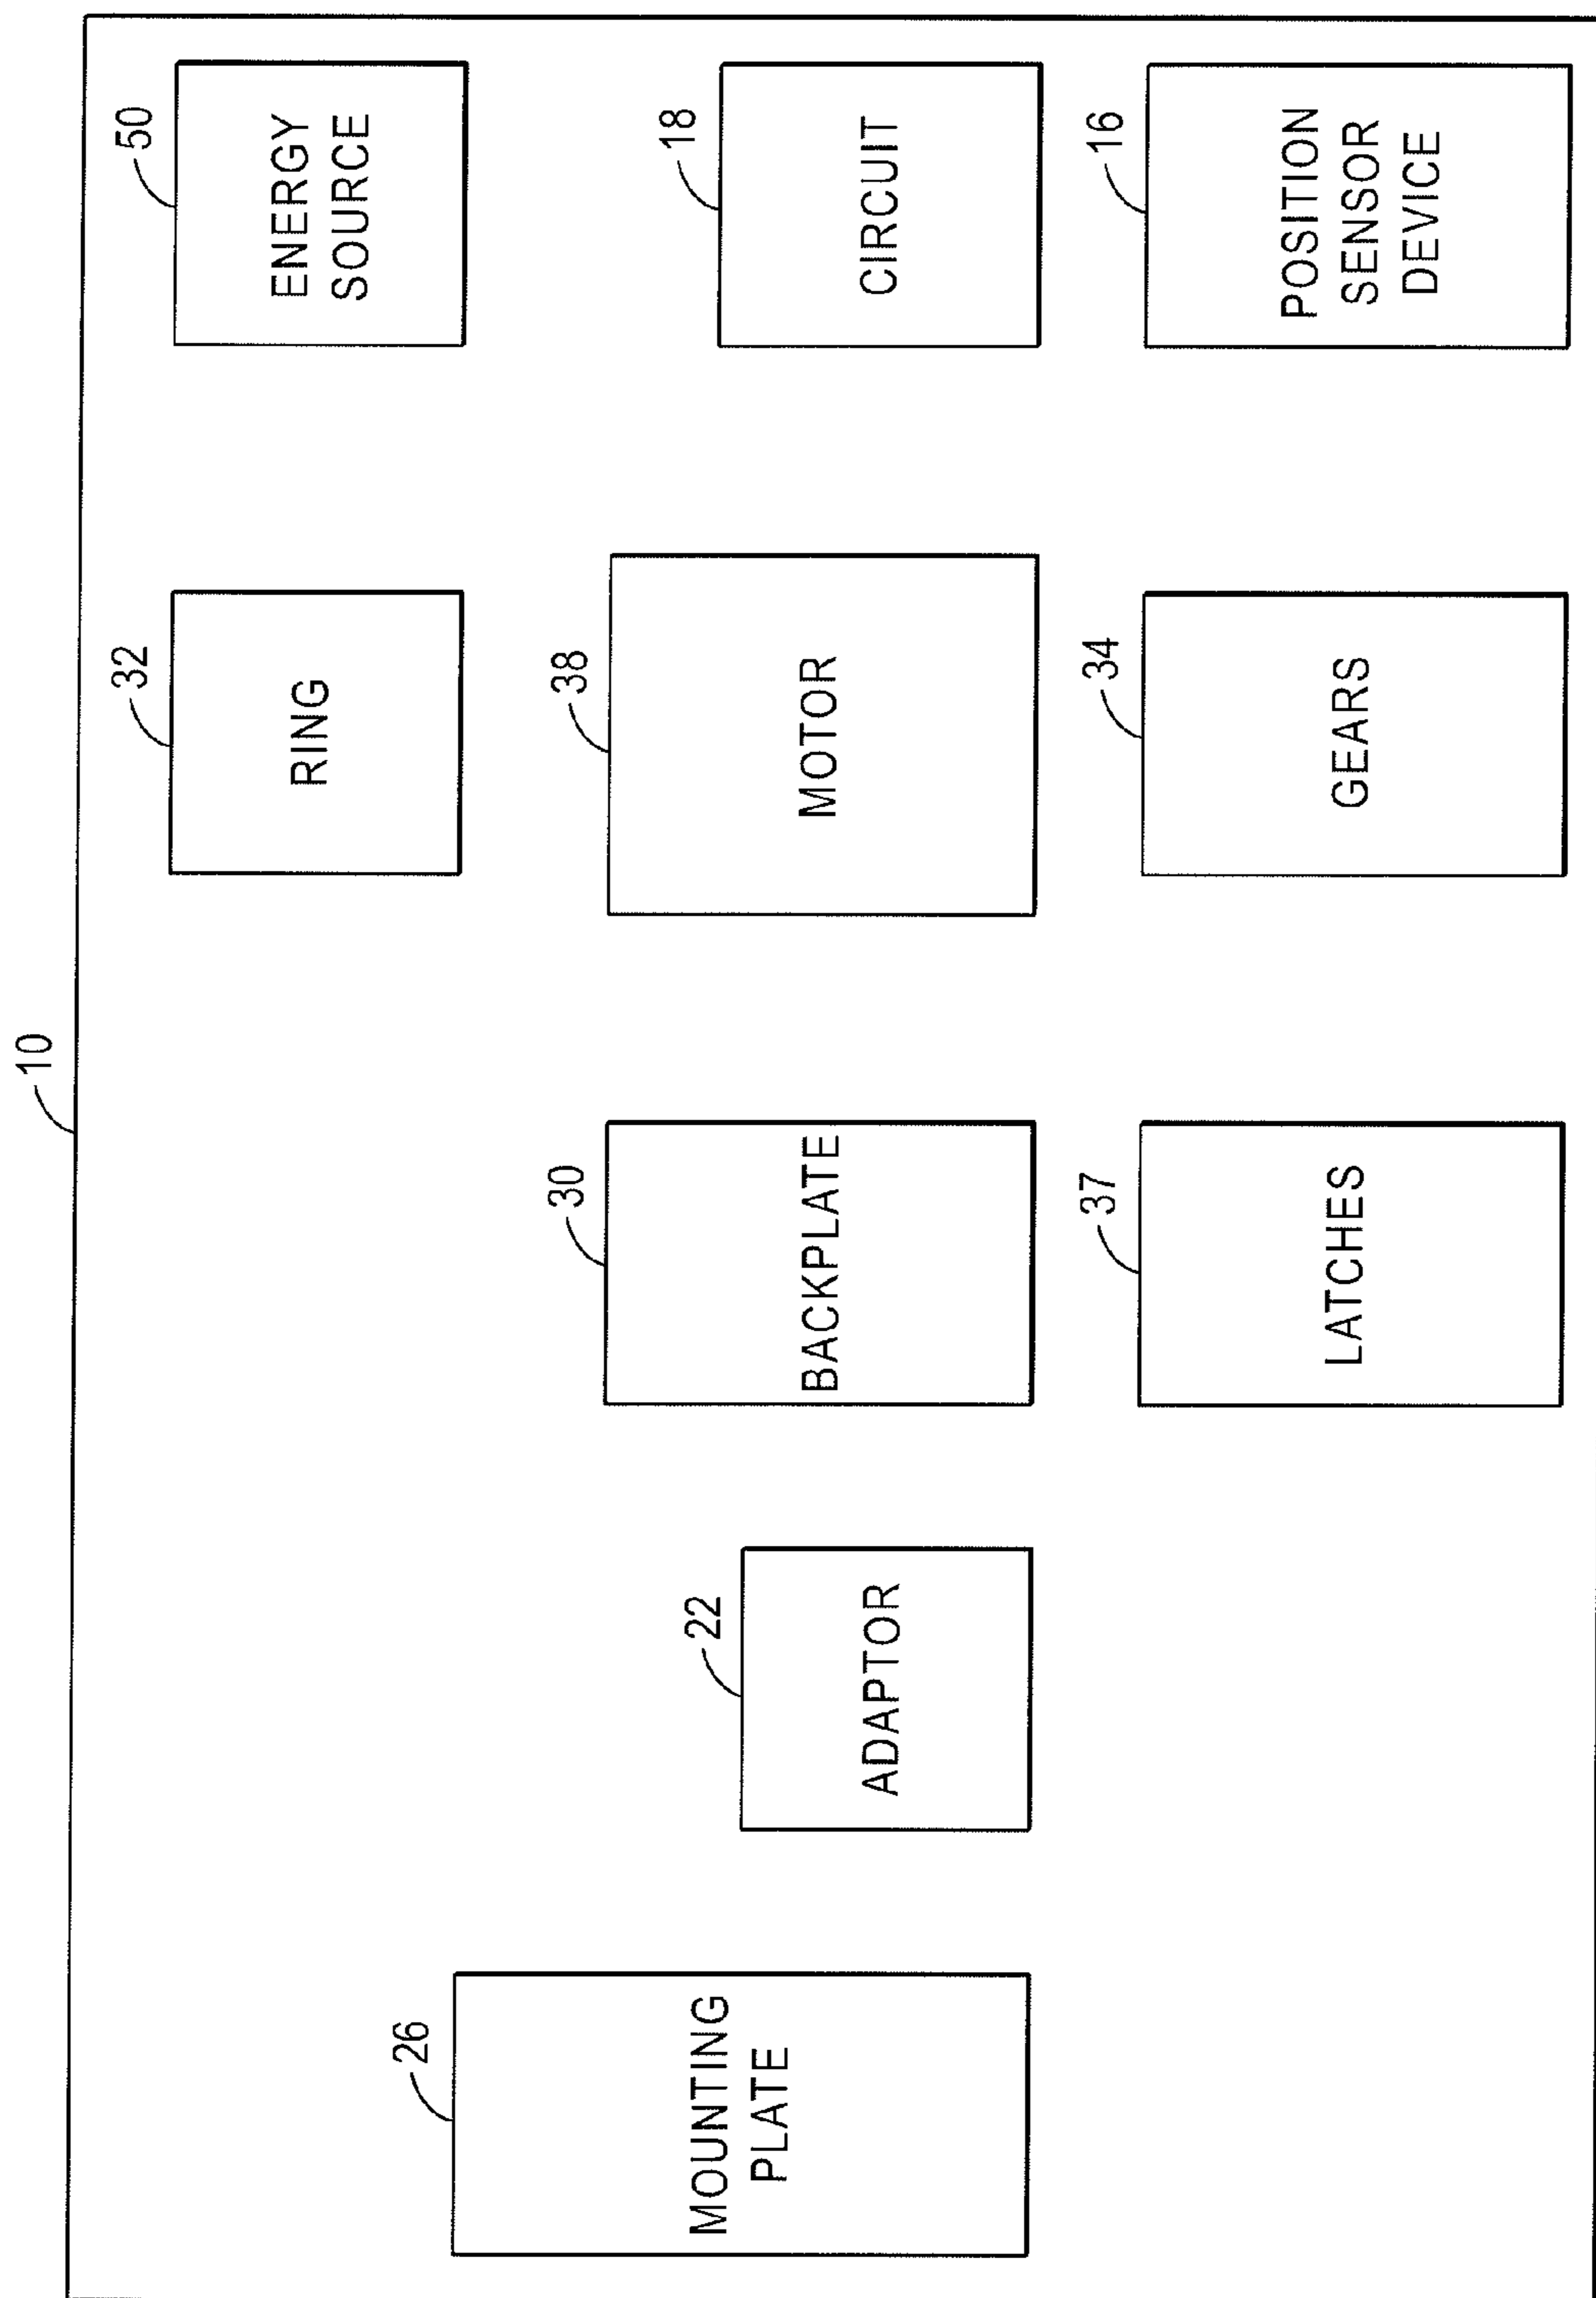 10
32
RING
50
ENERGY
SOURCE
26
MOUNTING
PLATE
22
ADAPTOR
30
BACKPLATE
38
MOTOR
18
CIRCUIT
37
LATCHES
34
GEARS
16
POSITION
SENSOR
DEVICE